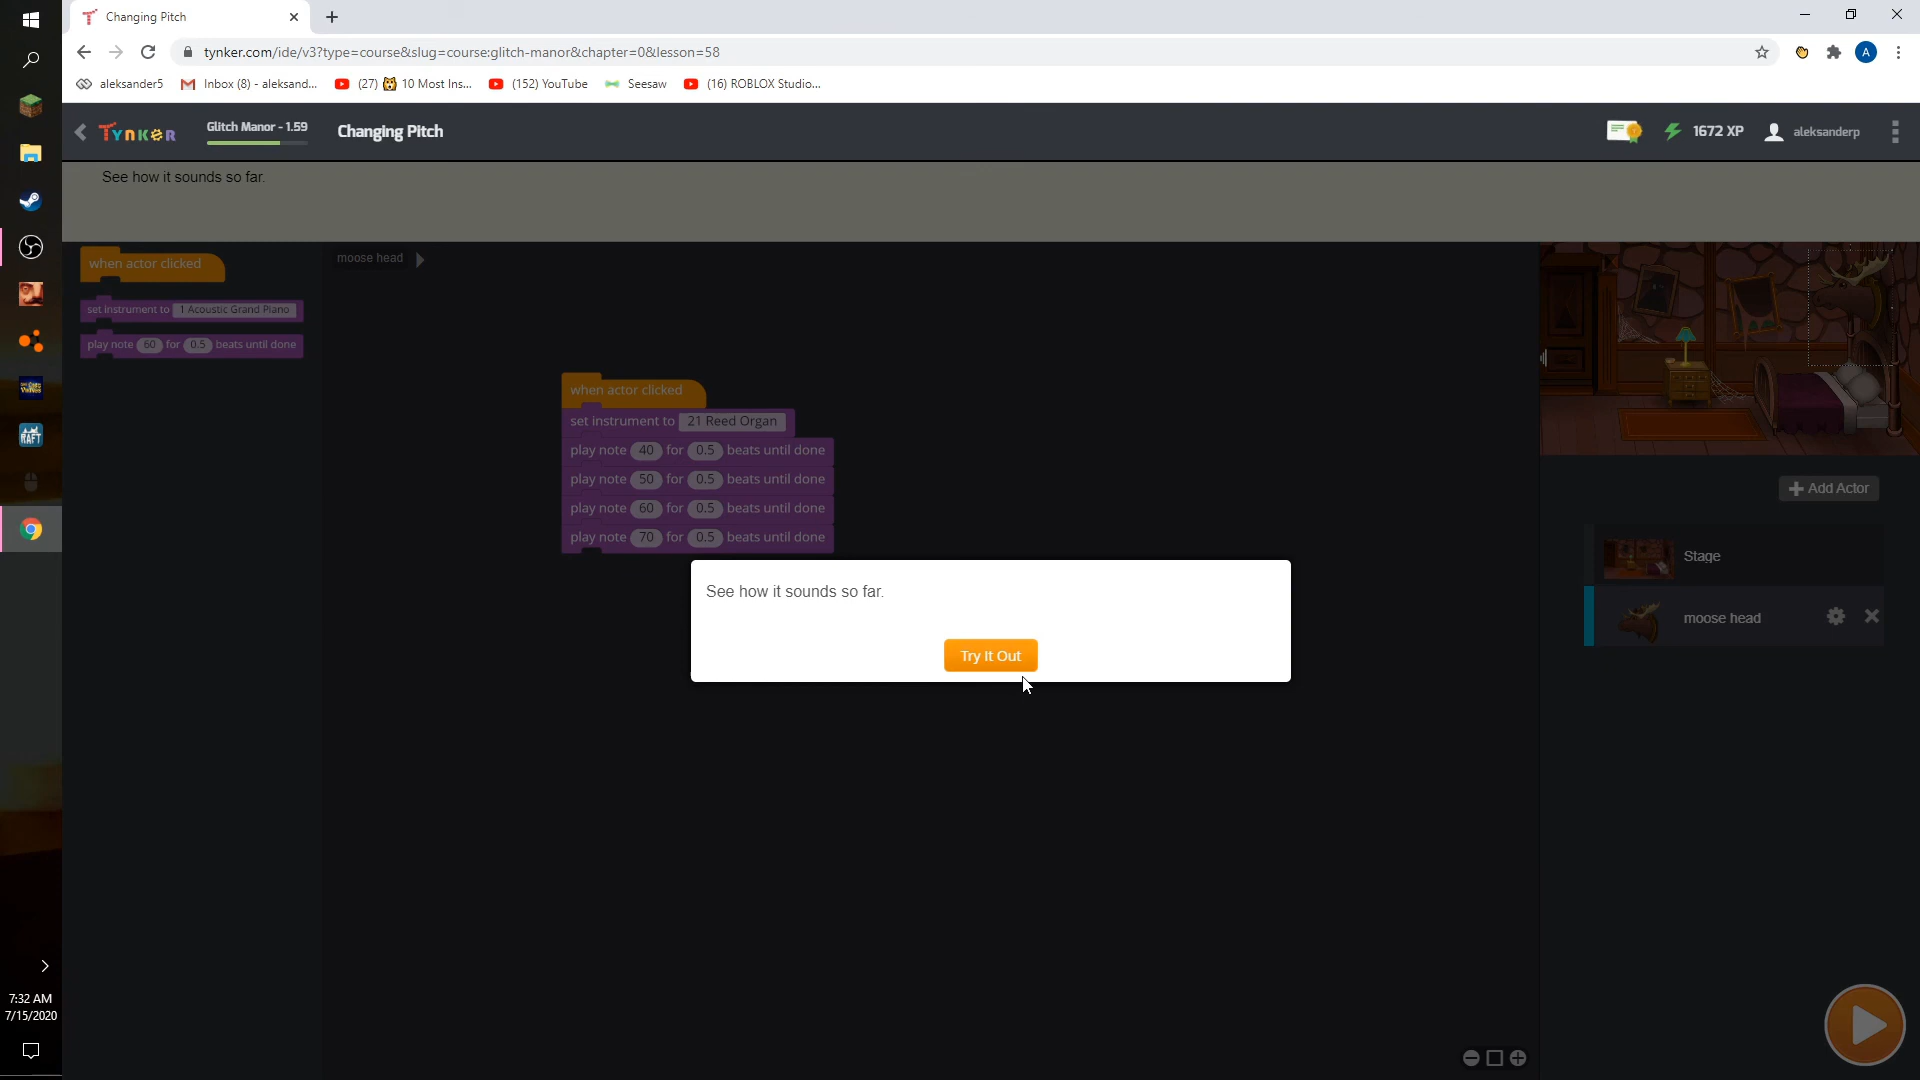 Changing Pitch
tynker.com/ide/v3?type=course&slug=course:glitch-manor&chapter=0&lesson=58
A
aleksander5
Inbox (8) - aleksand...
(27) 10 Most Ins...
(152) YouTube
Seesaw
(16) ROBLOX Studio...
TYNKER
Glitch Manor - 1.59
Changing Pitch
1672 XP
aleksanderp
See how it sounds so far.
when actor clicked
set instrument to 1 Acoustic Grand Piano
play note 60 for 0.5 beats until done
moose head
when actor clicked
set instrument to 21 Reed Organ
play note 40 for 0.5 beats until done
play note 50 for 0.5 beats until done
play note 60 for 0.5 beats until done
play note 70 for 0.5 beats until done
See how it sounds so far.
Try It Out
Add Actor
Stage
moose head
RAFT
7:32 AM
7/15/2020